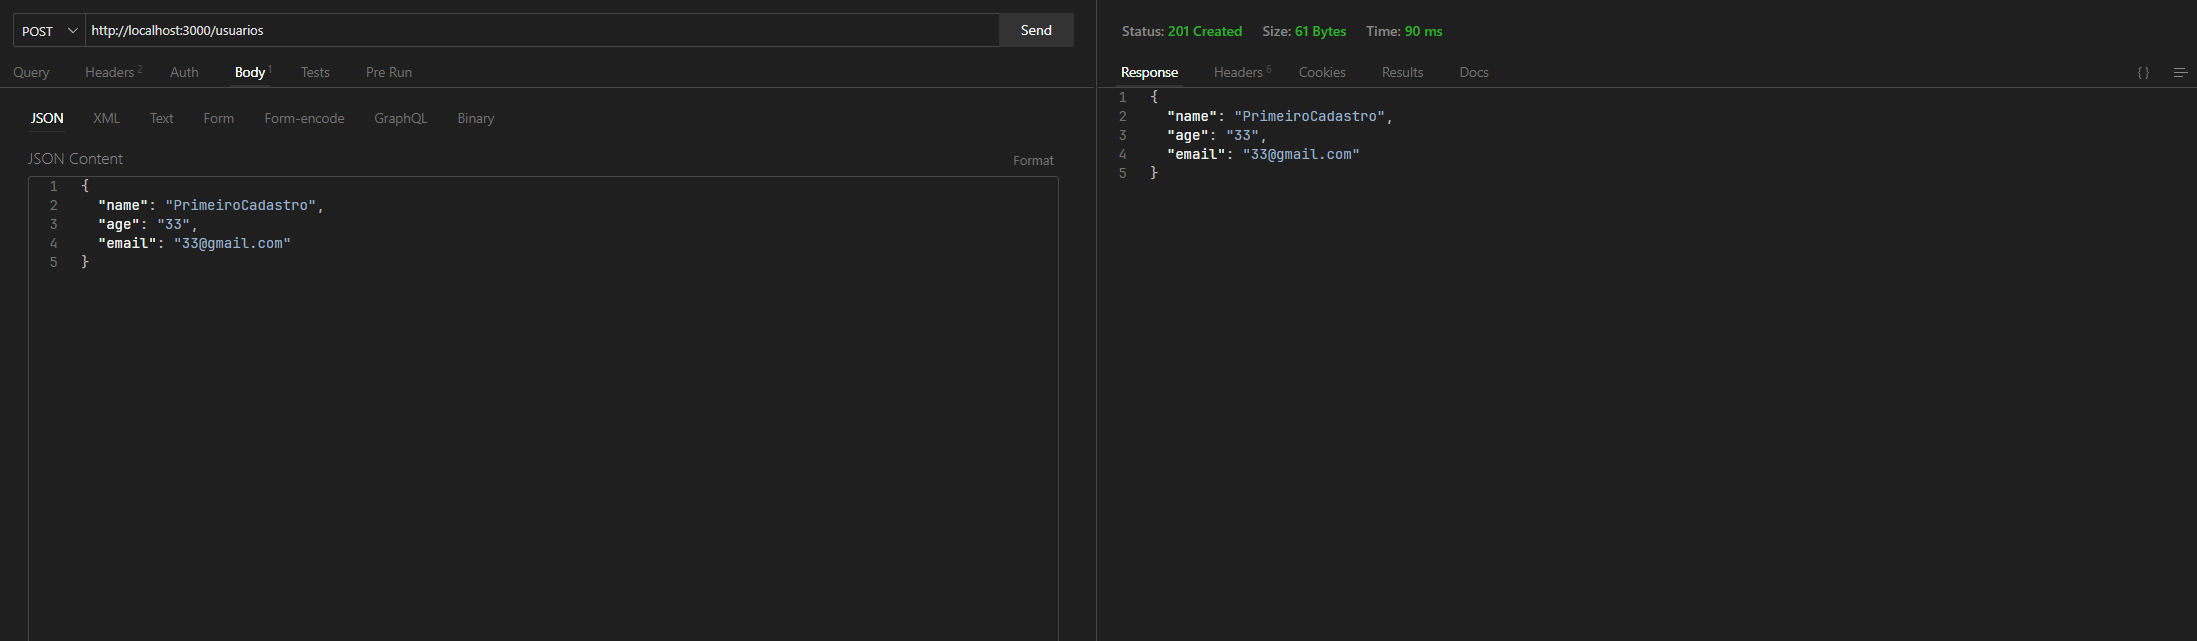 POST http://localhost:3000/usuarios Send
Query Headers 2 Auth Body 1 Tests Pre Run
JSON XML Text Form Form-encode GraphQL Binary
JSON Content Format
1 {
2 "name": "PrimeiroCadastro",
3 "age": "33",
4 "email": "33@gmail.com"
5 }
Status: 201 Created Size: 61 Bytes Time: 90 ms
Response Headers 6 Cookies Results Docs { }
1 {
2 "name": "PrimeiroCadastro",
3 "age": "33",
4 "email": "33@gmail.com"
5 }